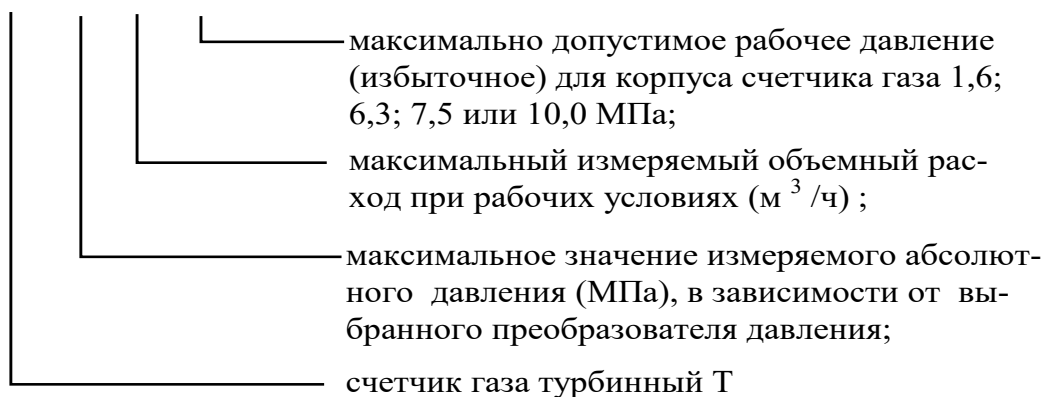 максимально допустимое рабочее давление
(избыточное) для корпуса счетчика газа 1,6;
6,3; 7,5 или 10,0 МПа;
максимальный измеряемый объемный рас-
ход при рабочих условиях (м ³ /ч) ;
максимальное значение измеряемого абсолют-
ного давления (МПа), в зависимости от вы-
бранного преобразователя давления;
счетчик газа турбинный Т